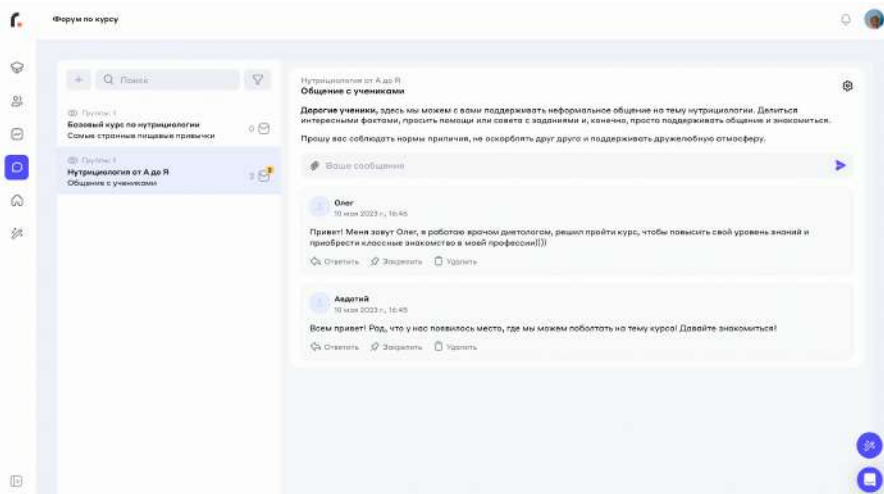 r.
Форум по курсу
+ Поиск
Группы: 1
Базовый курс по нутрициологии
Самые странные пищевые привычки
0
Группы: 1
Нутрициология от А до Я
Общение с учениками
Нутрициология от А до Я
Общение с учениками
Дорогие ученики, здесь мы можем с вами поддерживать неформальное общение на тему нутрициологии. Делиться
интересными фактами, просить помощи или совета с заданиями и, конечно, просто поддерживать общение и знакомиться.
Прошу вас соблюдать нормы приличия, не оскорблять друг друга и поддерживать дружелюбную атмосферу.
Ваше сообщение
Олег
10 мая 2023 г., 16:46
Привет! Меня зовут Олег, я работаю врачом диетологом, решил пройти курс, чтобы повысить свой уровень знаний и
приобрести классные знакомство в моей профессии))))
Ответить Закрепить Удалить
Авдотий
10 мая 2023 г., 16:45
Всем привет! Рад, что у нас появилось место, где мы можем поболтать на тему курса! Давайте знакомиться!
Ответить Закрепить Удалить